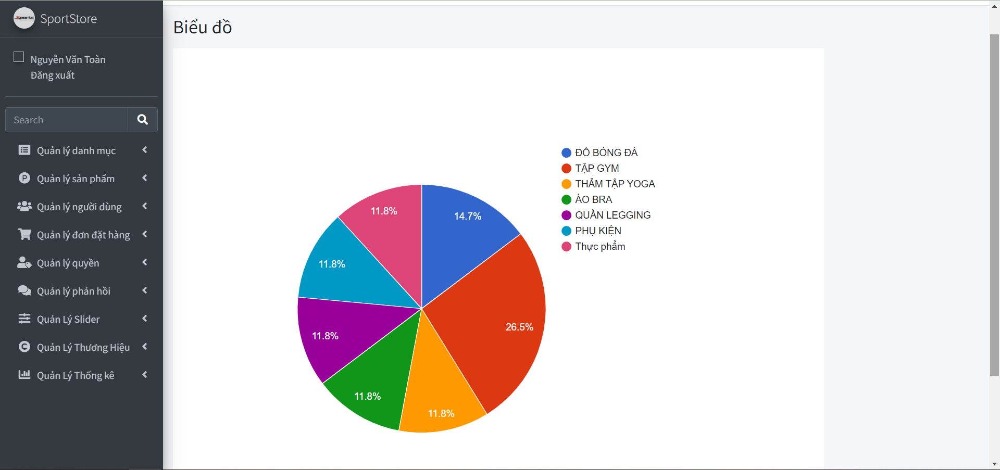 Sports
SportStore
Nguyễn Văn Toàn
Đăng xuất
Search
Quản lý danh mục
Quản lý sản phẩm
Quản lý người dùng
Quản lý đơn đặt hàng
Quản lý quyền
Quản lý phản hồi
Quản Lý Slider
Quản Lý Thương Hiệu
Quản Lý Thống kê
Biểu đồ
ĐỒ BÓNG ĐÁ
TẬP GYM
THẢM TẬP YOGA
ÁO BRA
QUẦN LEGGING
PHỤ KIỆN
Thực phẩm
11.8%
14.7%
11.8%
26.5%
11.8%
11.8%
11.8%